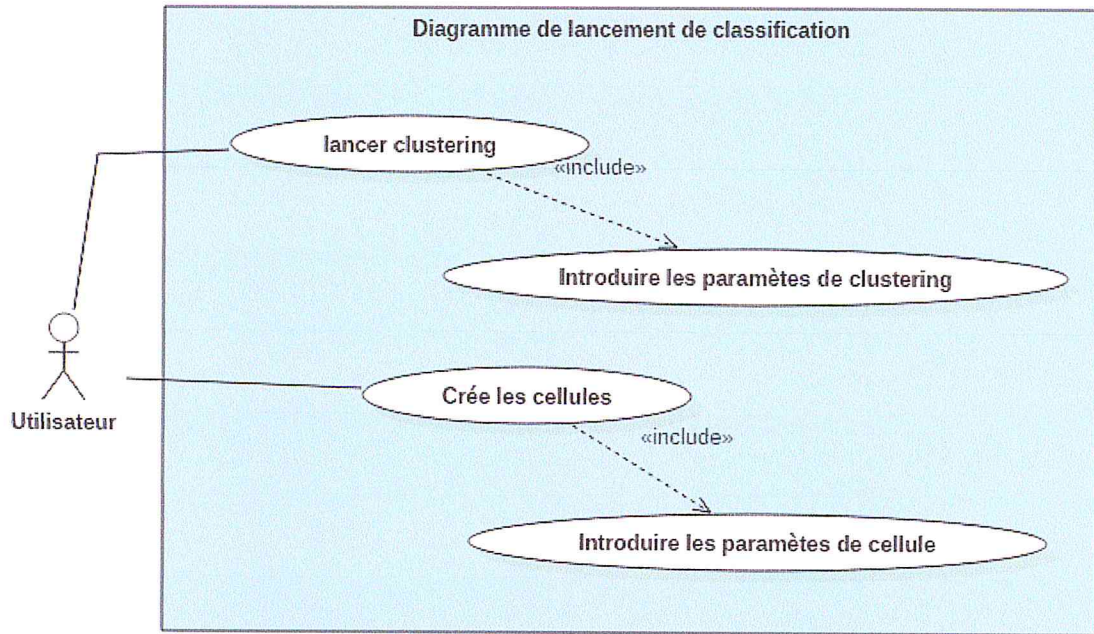 Diagramme de lancement de classification
lancer clustering
«include»
Introduire les paramètes de clustering
Utilisateur
Crée les cellules
«include»
Introduire les paramètes de cellule